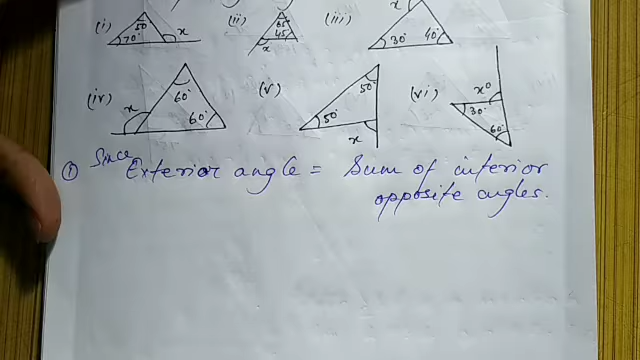 (i) 50° 70° x (ii) 65° 45° x (iii) x 30° 40°
(iv) x 60° 60° (v) 50° 50° x (vi) x° 30° 60°
① Since Exterior angle = Sum of interior
opposite angles.